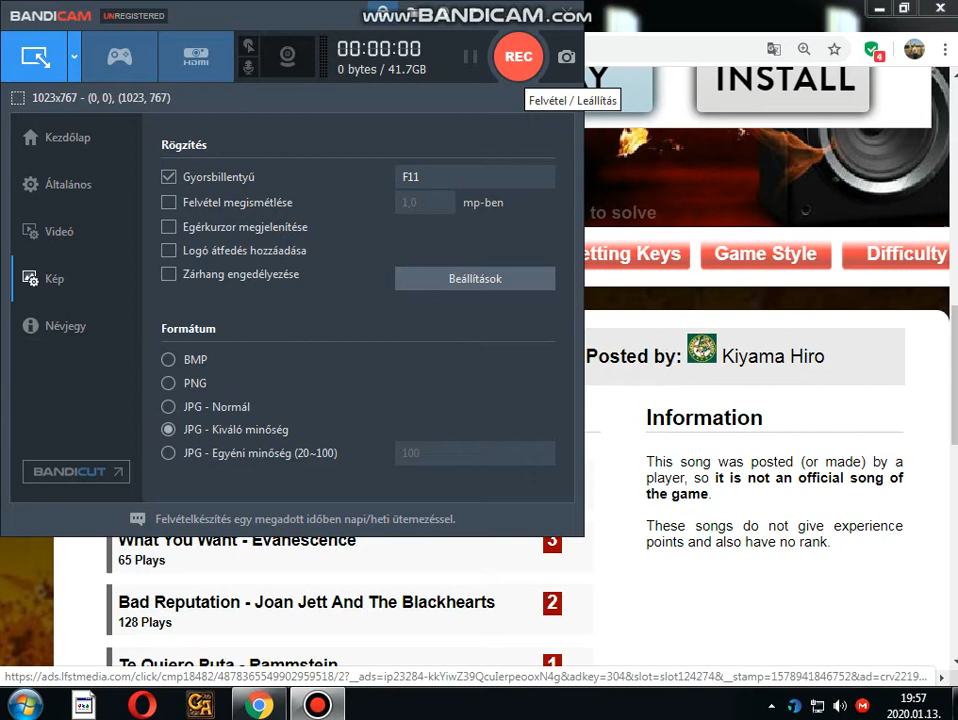 BANDICAM UNREGISTERED
www.BANDICAM.com
HDMI
00:00:00
0 bytes / 41.7GB
REC
Felvétel / Leállítás
1023x767 - (0, 0), (1023, 767)
Kezdőlap
Általános
Videó
Kép
Névjegy
BANDICUT
Rögzítés
Gyorsbillentyű
F11
Felvétel megismétlése
1,0
mp-ben
Egérkurzor megjelenítése
Logó átfedés hozzáadása
Zárhang engedélyezése
Beállítások
Formátum
BMP
PNG
JPG - Normál
JPG - Kiváló minőség
JPG - Egyéni minőség (20~100)
100
Felvételkészítés egy megadott időben napi/heti ütemezéssel.
4
INSTALL
to solve
etting Keys
Game Style
Difficulty
Posted by:
Kiyama Hiro
Information
This song was posted (or made) by a
player, so it is not an official song of
the game.
These songs do not give experience
points and also have no rank.
What You Want - Evanescence
3
65 Plays
Bad Reputation - Joan Jett And The Blackhearts
2
128 Plays
Te Quiero Puta - Rammstein
1
19:57
2020.01.13.